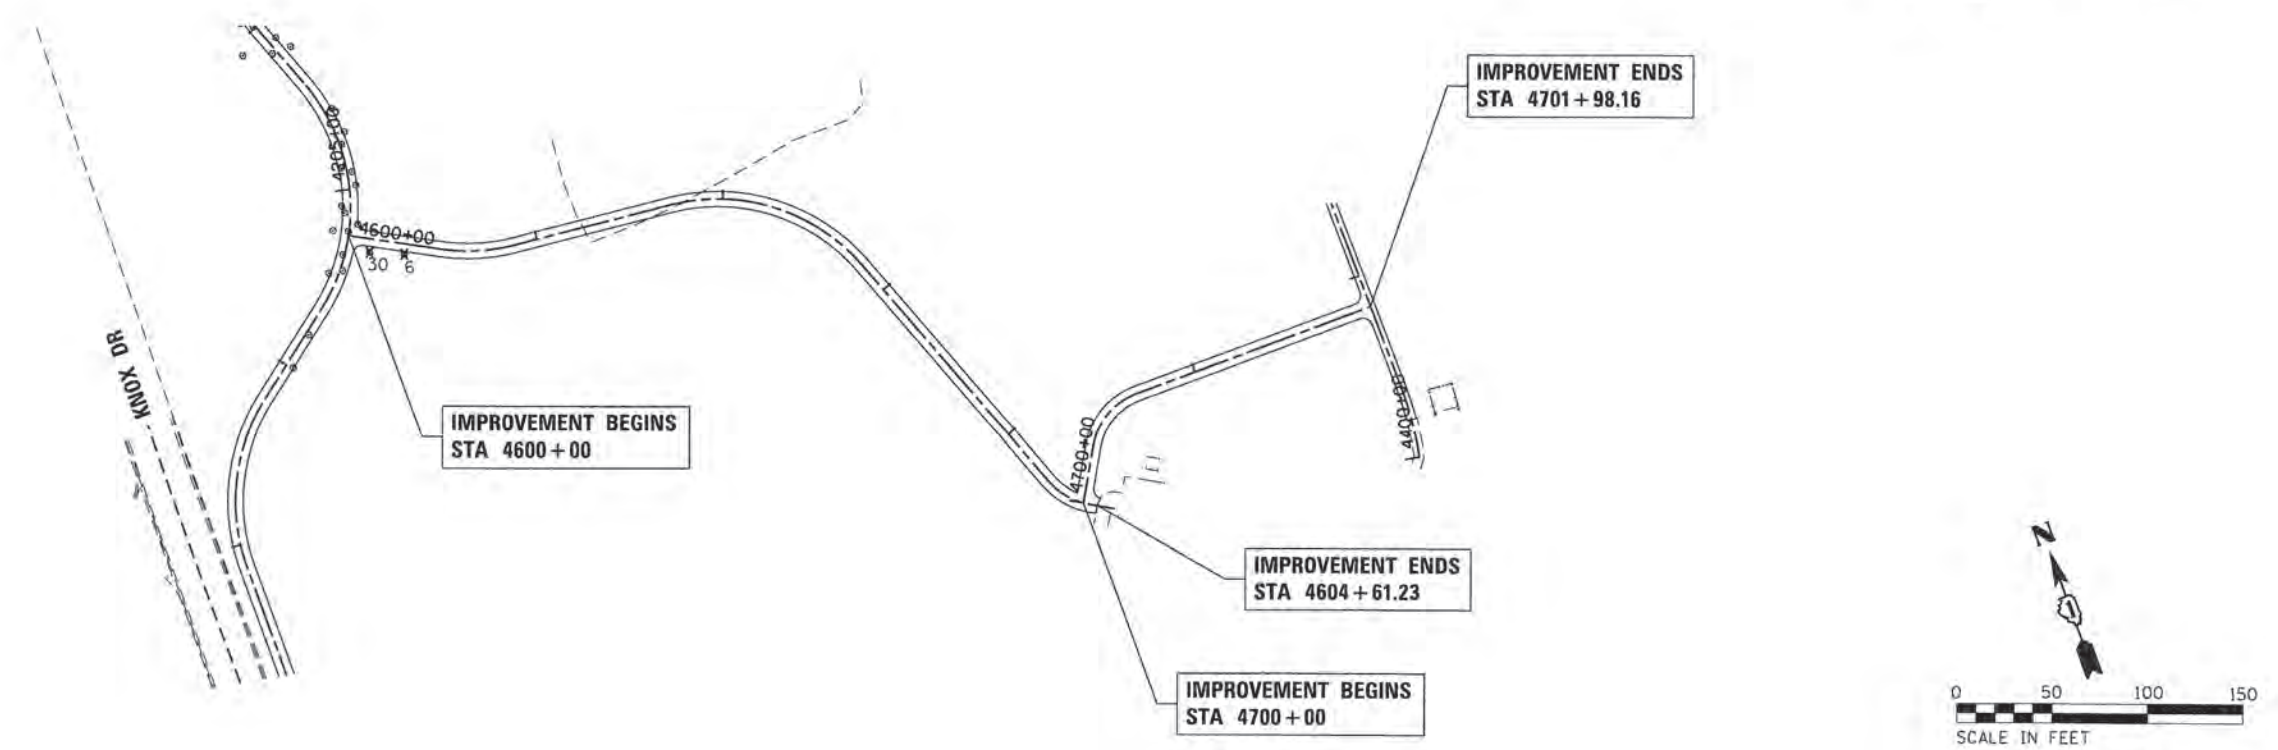 IMPROVEMENT ENDS
STA 4701+98.16
4205+00
4600+00
30 6
KNOX DR
IMPROVEMENT BEGINS
STA 4600+00
4400+00
4700+00
IMPROVEMENT ENDS
STA 4604+61.23
IMPROVEMENT BEGINS
STA 4700+00
N
0 50 100 150
SCALE IN FEET